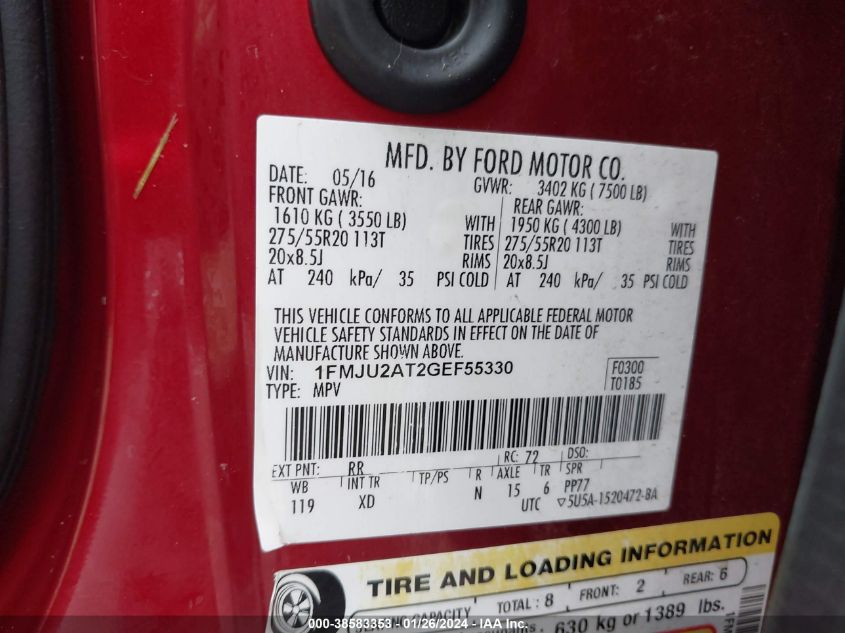 MFD. BY FORD MOTOR CO.
DATE: 05/16 GVWR: 3402 KG ( 7500 LB)
FRONT GAWR: REAR GAWR:
1610 KG ( 3550 LB) WITH 1950 KG ( 4300 LB) WITH
275/55R20 113T TIRES 275/55R20 113T TIRES
20x8.5J RIMS 20x8.5J RIMS
AT 240 kPa/ 35 PSI COLD AT 240 kPa/ 35 PSI COLD
THIS VEHICLE CONFORMS TO ALL APPLICABLE FEDERAL MOTOR
VEHICLE SAFETY STANDARDS IN EFFECT ON THE DATE OF
MANUFACTURE SHOWN ABOVE.
VIN: 1FMJU2AT2GEF55330 F0300
TYPE: MPV T0185
EXT PNT: RR RC: 72 DSO:
WB INT TR TP/PS R AXLE TR SPR
119 XD N 15 6 PP77
UTC ▽5U5A-1520472-BA
TIRE AND LOADING INFORMATION
CAPACITY TOTAL: 8 FRONT: 2 REAR: 6
630 kg or 1389 lbs.
000-38583353 - 01/26/2024 - IAA Inc.